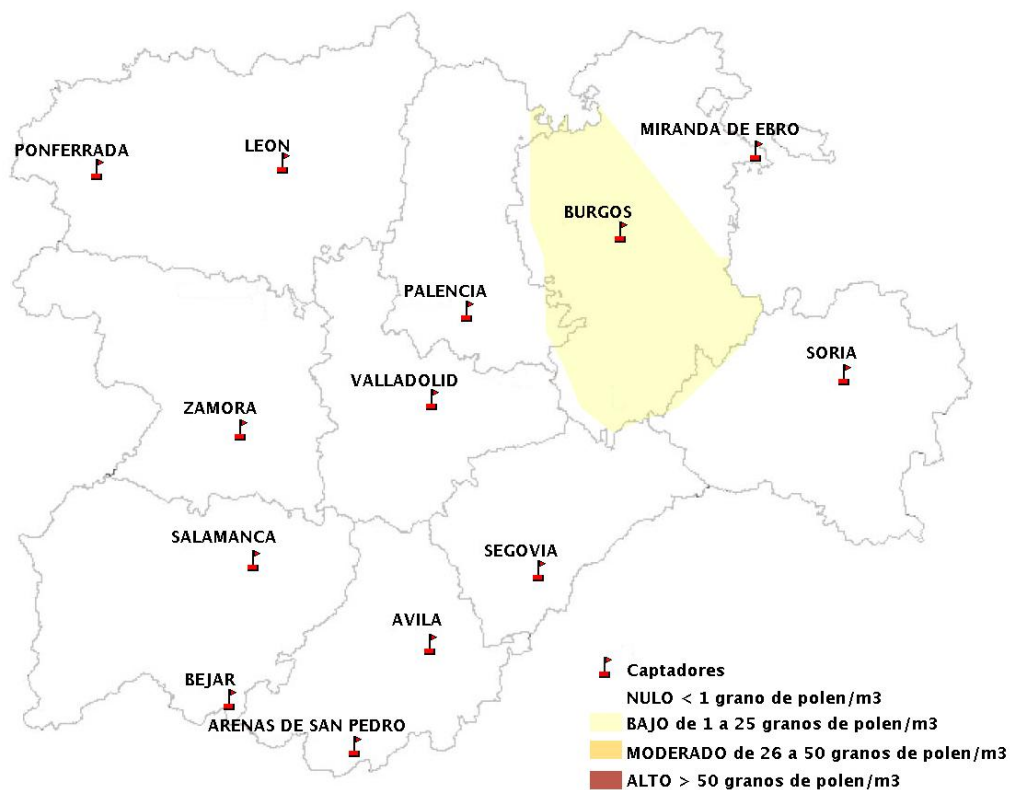 MIRANDA DE EBRO
PONFERRADA
LEON
BURGOS
PALENCIA
SORIA
VALLADOLID
ZAMORA
SALAMANCA
SEGOVIA
AVILA
BEJAR
ARENAS DE SAN PEDRO
Captadores
NULO < 1 grano de polen/m3
BAJO de 1 a 25 granos de polen/m3
MODERADO de 26 a 50 granos de polen/m3
ALTO > 50 granos de polen/m3